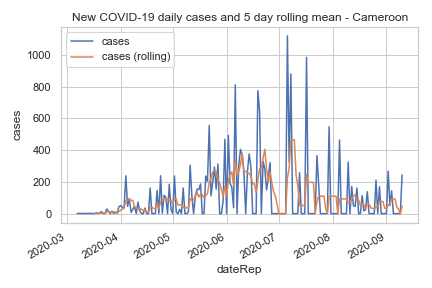 New COVID-19 daily cases and 5 day rolling mean - Cameroon
cases
cases (rolling)
cases
1000
800
600
400
200
0
2020-03
2020-04
2020-05
2020-06
2020-07
2020-08
2020-09
dateRep